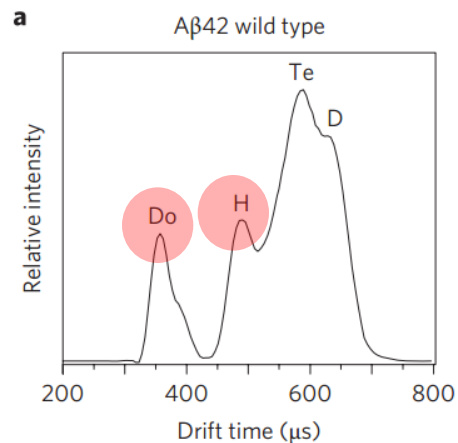 a
Aβ42 wild type
Te
D
Do
H
Relative intensity
200 400 600 800
Drift time (μs)